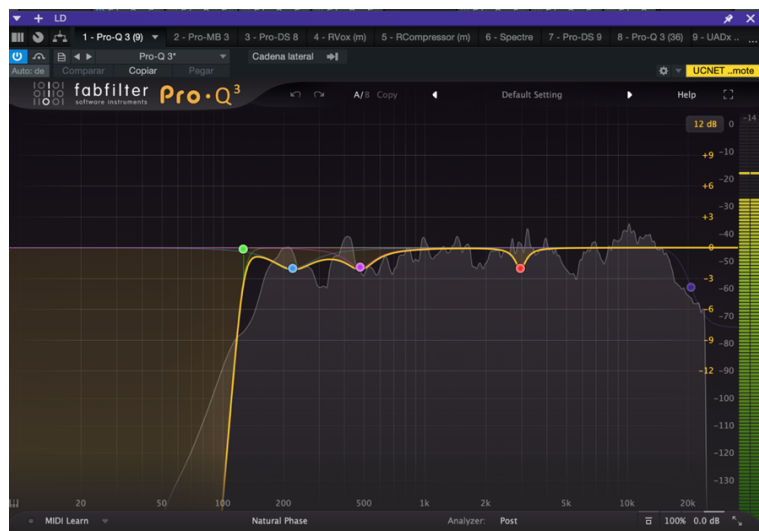 + LD
1 - Pro-Q 3 (9) 2 - Pro-MB 3 3 - Pro-DS 8 4 - RVox (m) 5 - RCompressor (m) 6 - Spectre 7 - Pro-DS 9 8 - Pro-Q 3 (36) 9 - UADx ..
Pro-Q 3* Cadena lateral
Auto: de Comparar Copiar Pegar UCNET ..mote
fabfilter
software instruments
Pro·Q3
A/B Copy Default Setting Help
12 dB 0 -14
+9 -10
+6 -20
+3 -30
-40
0
-50
-3
-60
-6
-70
-9 -80
-12 -90
-100
-110
-120
-130
20 50 100 200 500 1k 2k 5k 10k 20k
MIDI Learn Natural Phase Analyzer: Post 100% 0.0 dB